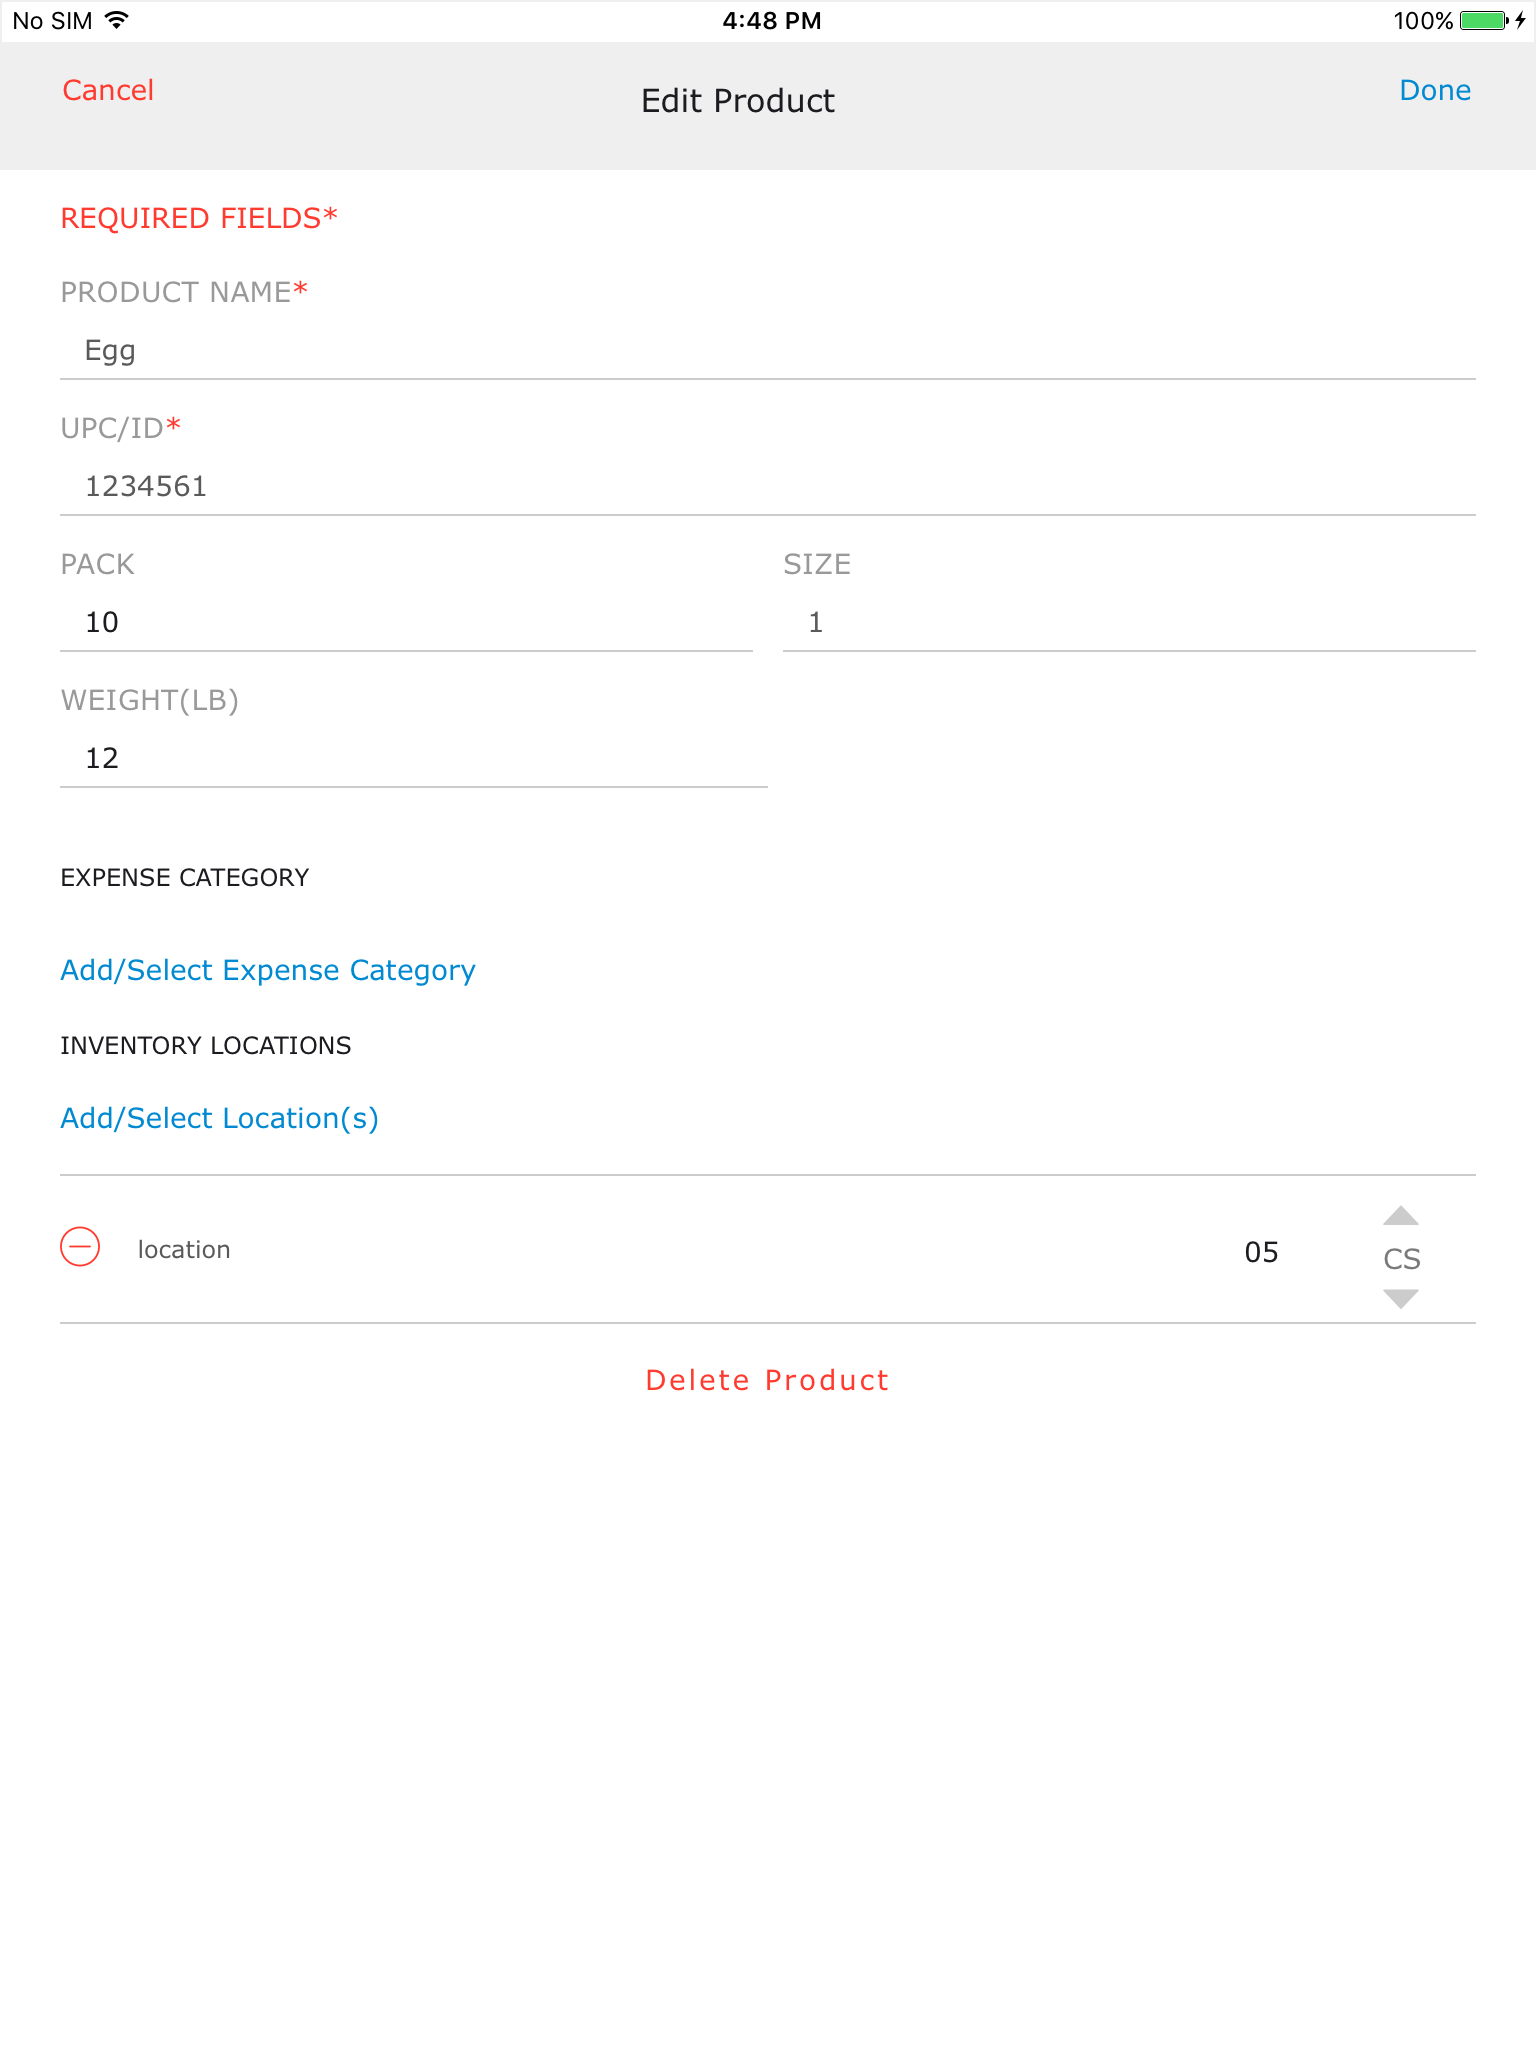 No SIM 4:48 PM 100%
Cancel Edit Product Done
REQUIRED FIELDS*
PRODUCT NAME*
Egg
UPC/ID*
1234561
PACK SIZE
10 1
WEIGHT(LB)
12
EXPENSE CATEGORY
Add/Select Expense Category
INVENTORY LOCATIONS
Add/Select Location(s)
location 05 CS
Delete Product